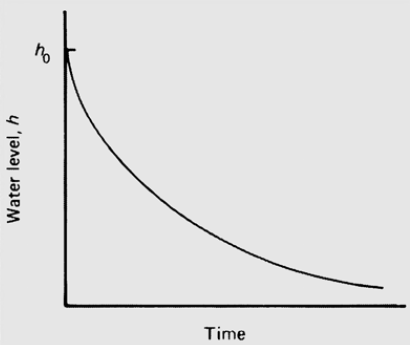 h₀
Water level, h
Time